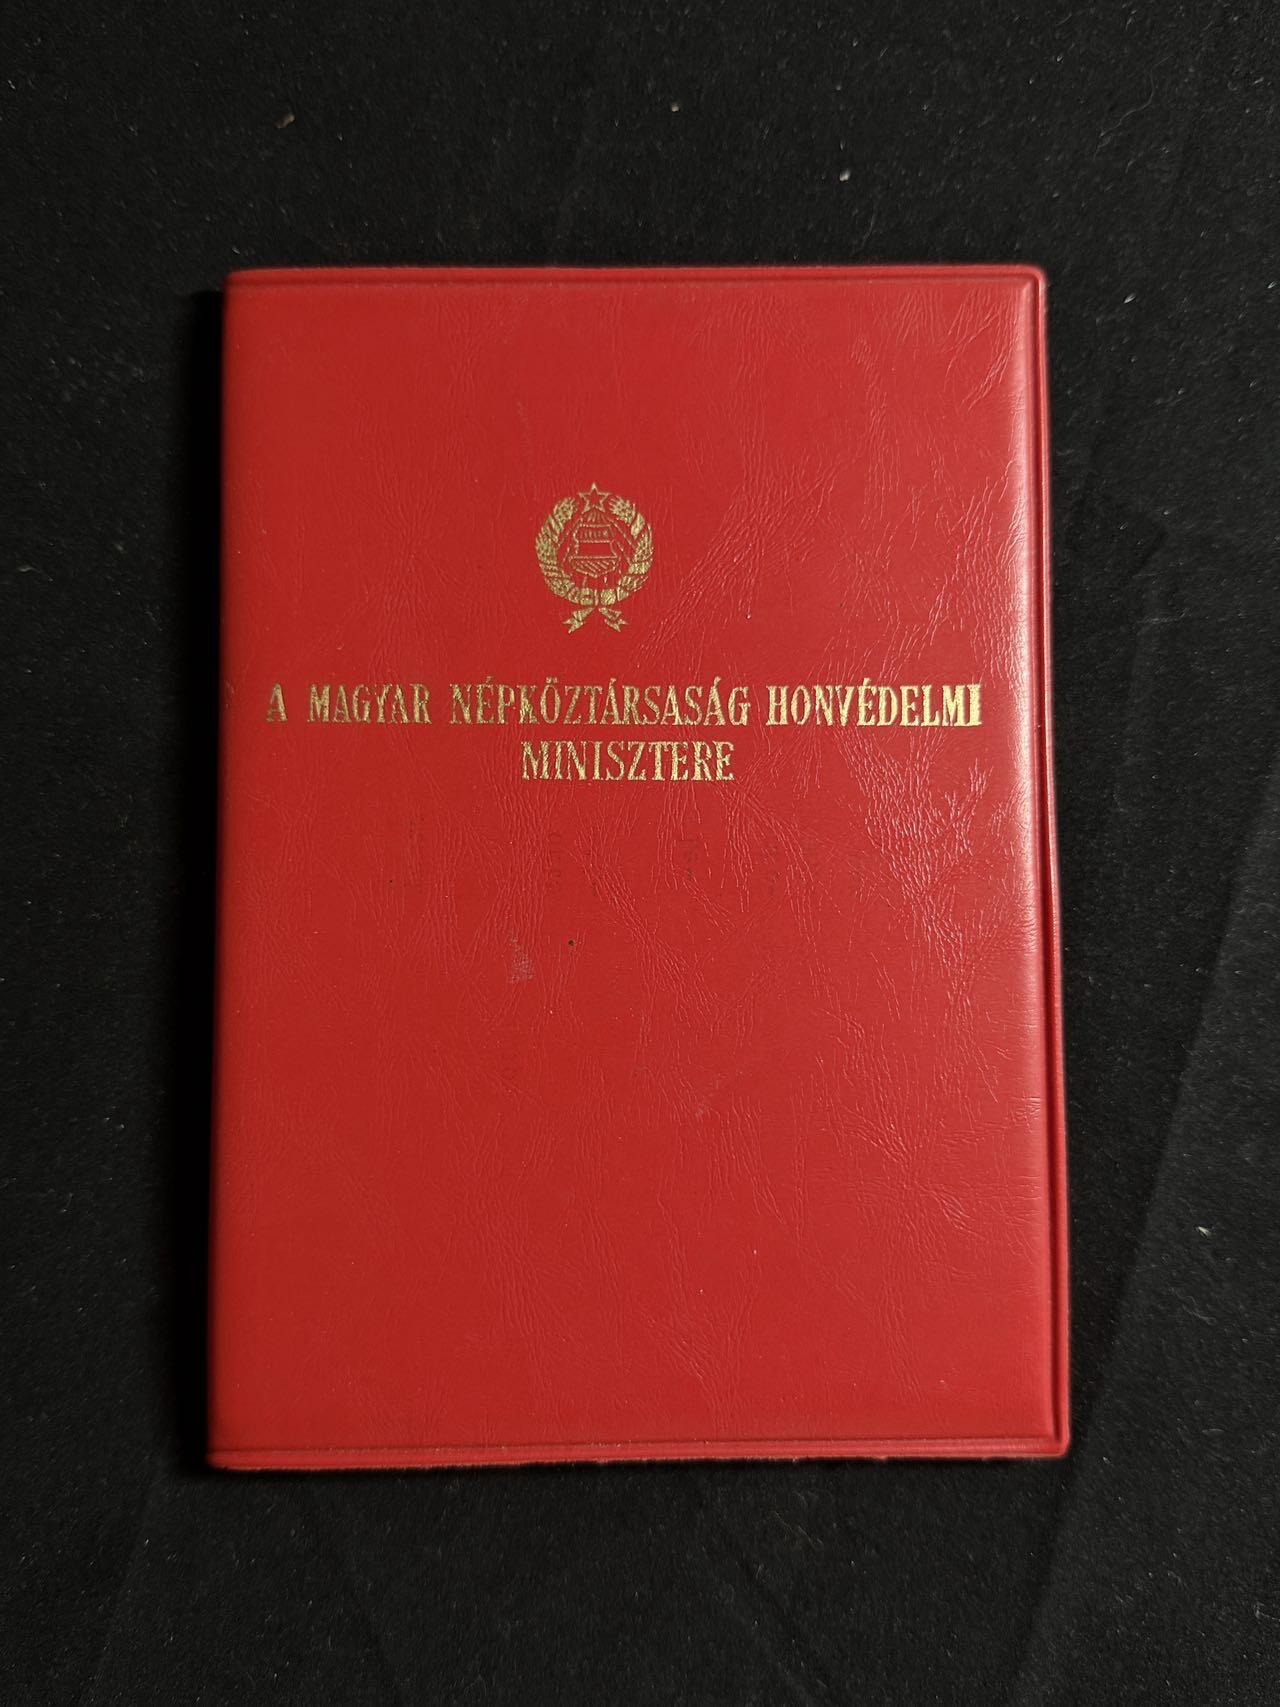 A MAGYAR NÉPKÖZTÁRSASÁG HONVÉDELMI
MINISZTERE